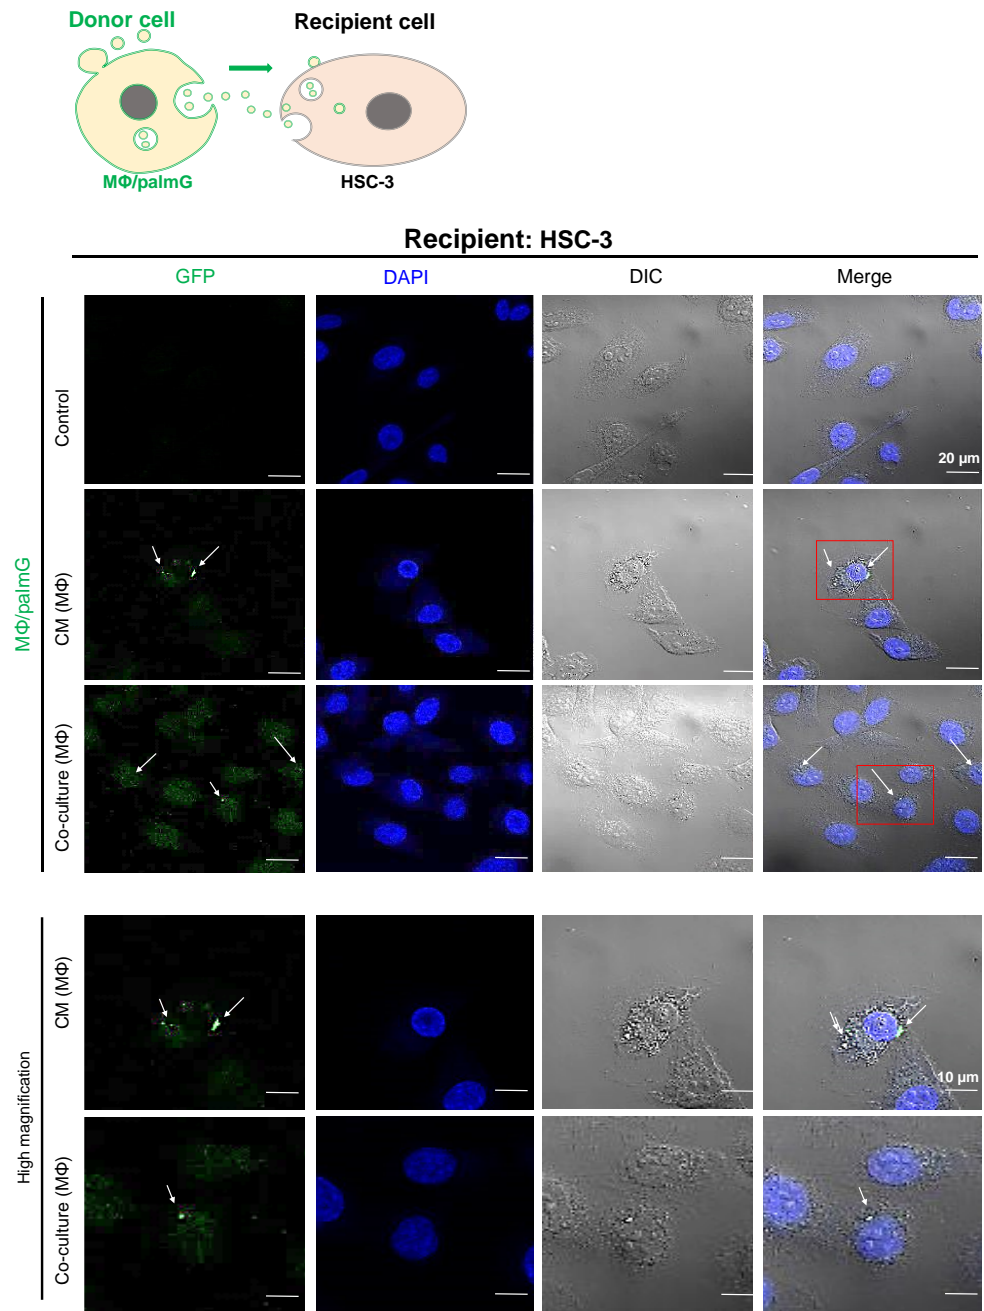 Donor cell
Recipient cell
MΦ/palmG
HSC-3
Recipient: HSC-3
GFP
DAPI
DIC
Merge
MΦ/palmG
Control
20 μm
CM (MΦ)
Co-culture (MΦ)
High magnification
CM (MΦ)
10 μm
Co-culture (MΦ)